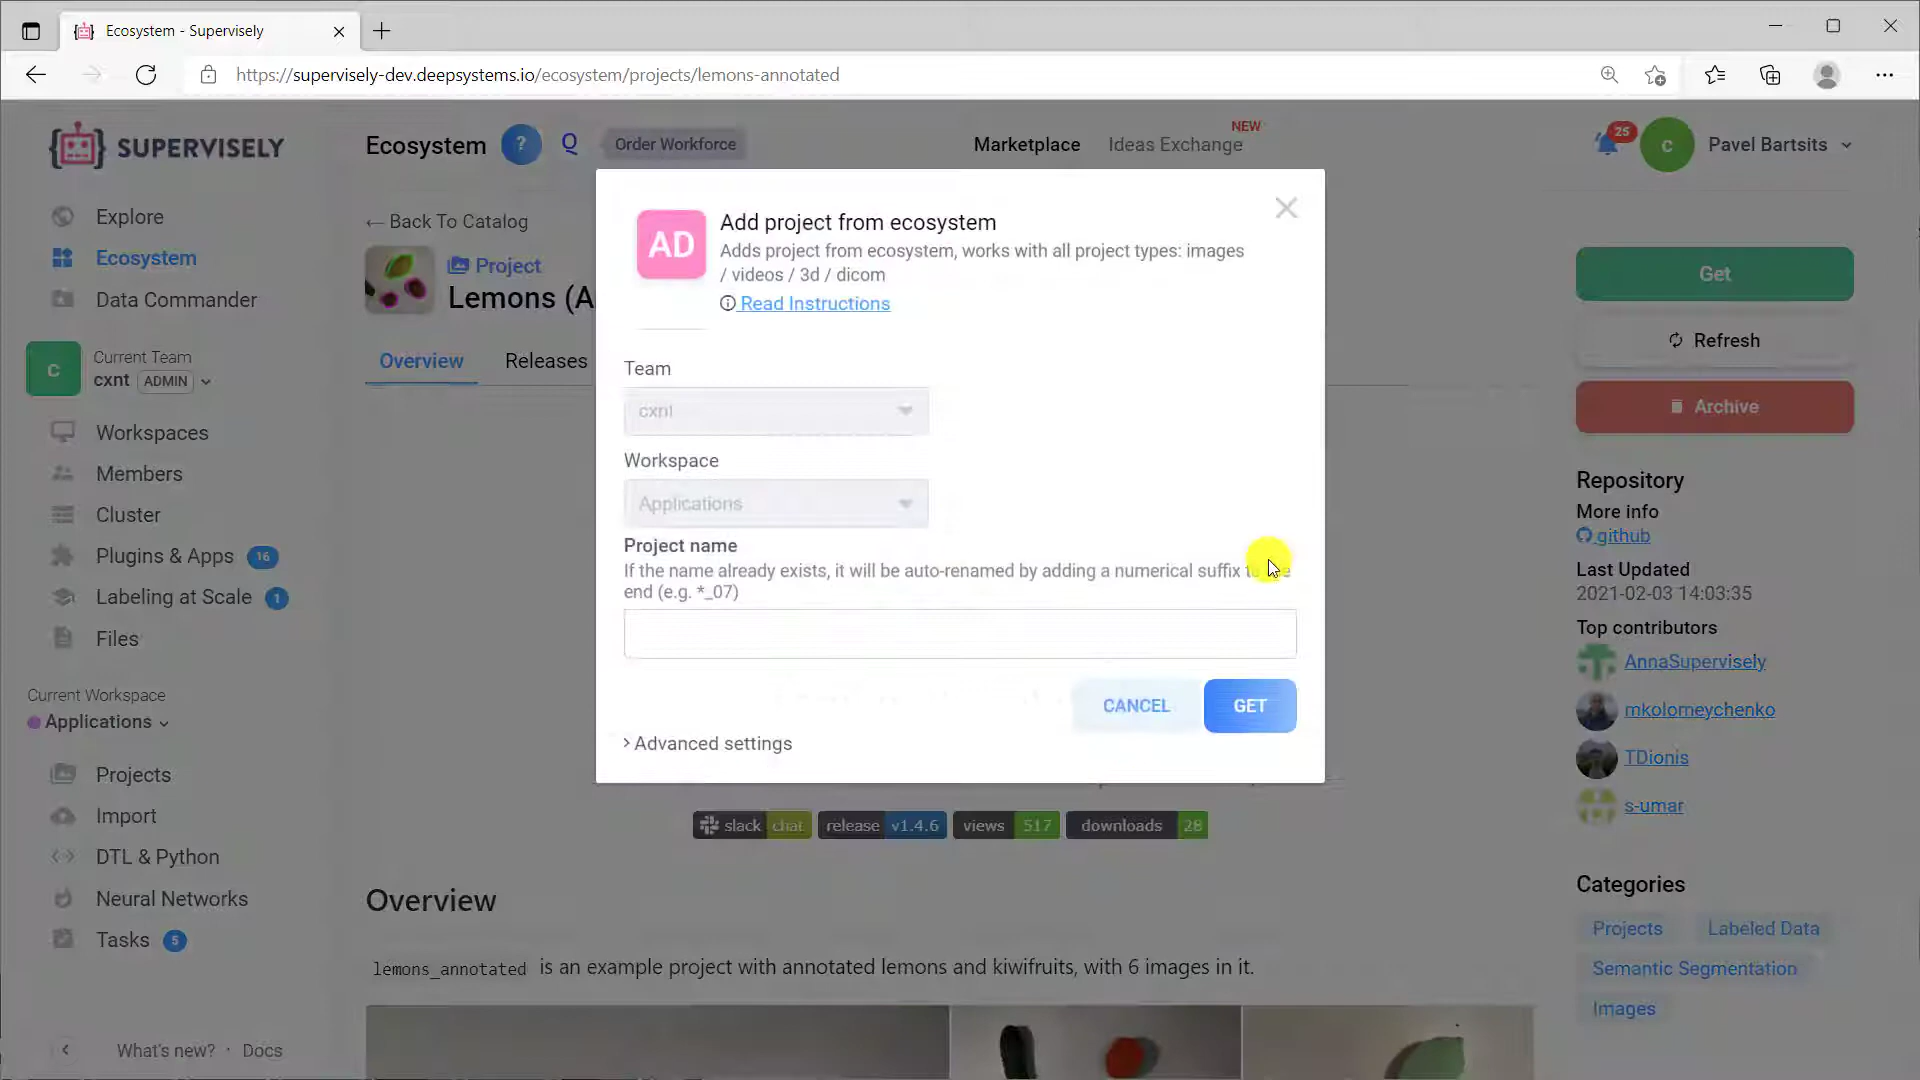 Ecosystem - Supervisely
https://supervisely-dev.deepsystems.io/ecosystem/projects/lemons-annotated
SUPERVISELY
Ecosystem ? Q Order Workforce
Marketplace Ideas Exchange NEW
25 C Pavel Bartsits
Explore
Ecosystem
Data Commander
C Current Team
cxnt ADMIN
Workspaces
Members
Cluster
Plugins & Apps 16
Labeling at Scale 1
Files
Current Workspace
Applications
Projects
Import
DTL & Python
Neural Networks
Tasks 5
What's new? · Docs
← Back To Catalog
Project
Lemons (A
Overview Releases
AD
Add project from ecosystem
Adds project from ecosystem, works with all project types: images
/ videos / 3d / dicom
Read Instructions
Team
cxnt
Workspace
Applications
Project name
If the name already exists, it will be auto-renamed by adding a numerical suffix
end (e.g. *_07)
CANCEL GET
Advanced settings
slack chat release v1.4.6 views 517 downloads 28
Overview
lemons_annotated is an example project with annotated lemons and kiwifruits, with 6 images in it.
Get
Refresh
Archive
Repository
More info
github
Last Updated
2021-02-03 14:03:35
Top contributors
AnnaSupervisely
mkolomeychenko
TDionis
s-umar
Categories
Projects Labeled Data
Semantic Segmentation
Images